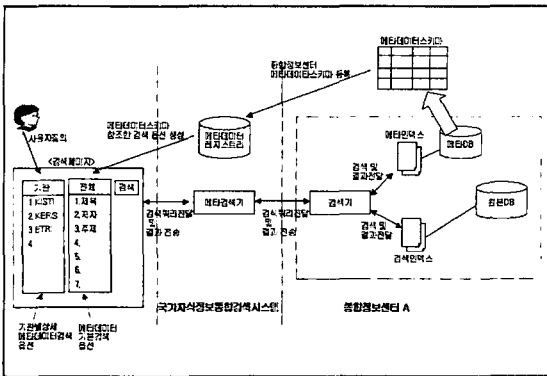 메타데이터스키마
종합정보센터
메타데이타스키마 등록
메타데이터스키마
참조한 검색 옵션 생성
메타데이터
레지스트리
사용자질의
<검색페이지>
기관
전체
검색
1.KISTI
2.KERIS
3.ETRI
4.
1.제목
2.저자
3.주제
4.
5.
6.
7.
메타검색기
검색기
검색쿼리전달
및
결과 전송
검색쿼리전달
및
결과 전송
검색 및
결과전달
검색 및
결과전달
메타인덱스
메타DB
검색인덱스
원본DB
기관별상세
메타데이터검색
옵션
메타데이터
기본검색
옵션
국가지식정보통합검색시스템
종합정보센터 A